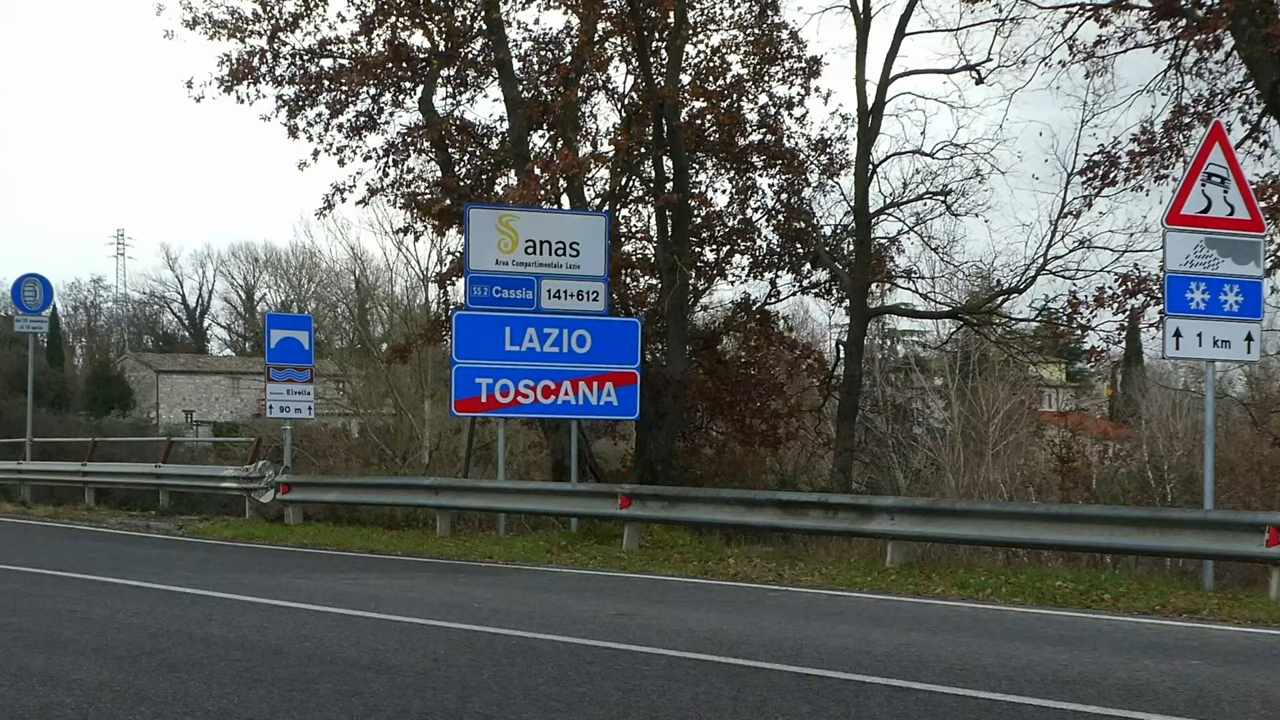 anas
Area Compartimentale Lazio
SS 2 Cassia
141+612
LAZIO
TOSCANA
Elvella
90 m
1 km